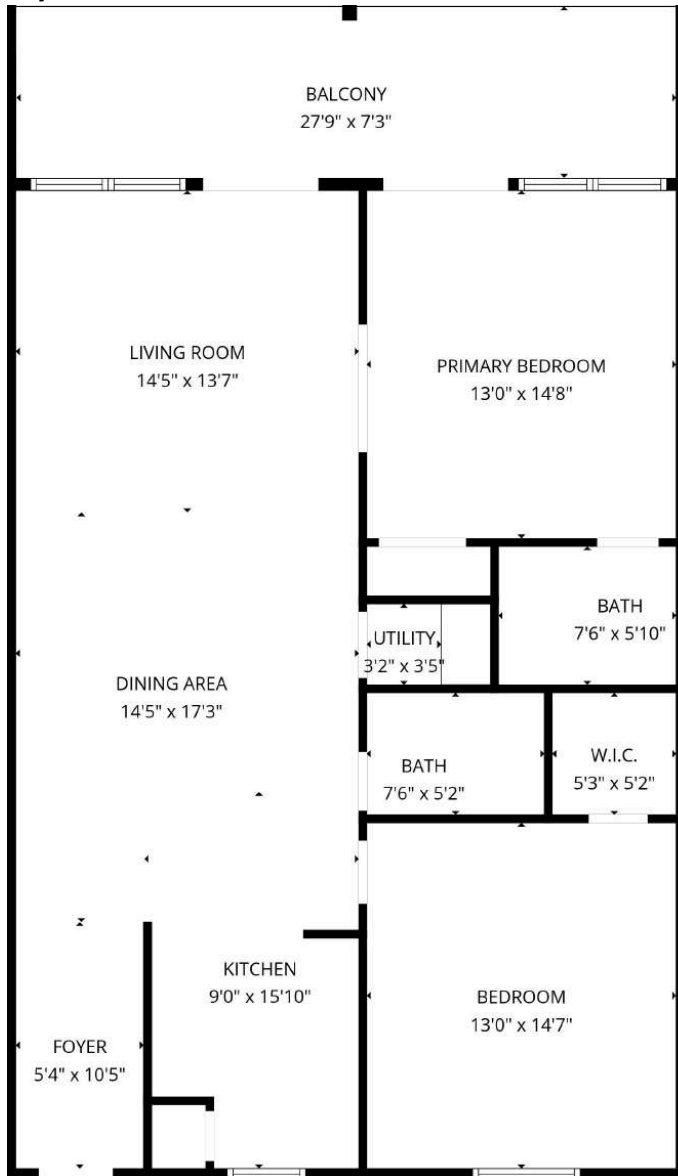 BALCONY
27'9" x 7'3"
LIVING ROOM
14'5" x 13'7"
PRIMARY BEDROOM
13'0" x 14'8"
BATH
7'6" x 5'10"
UTILITY
3'2" x 3'5"
DINING AREA
14'5" x 17'3"
BATH
7'6" x 5'2"
W.I.C.
5'3" x 5'2"
KITCHEN
9'0" x 15'10"
BEDROOM
13'0" x 14'7"
FOYER
5'4" x 10'5"